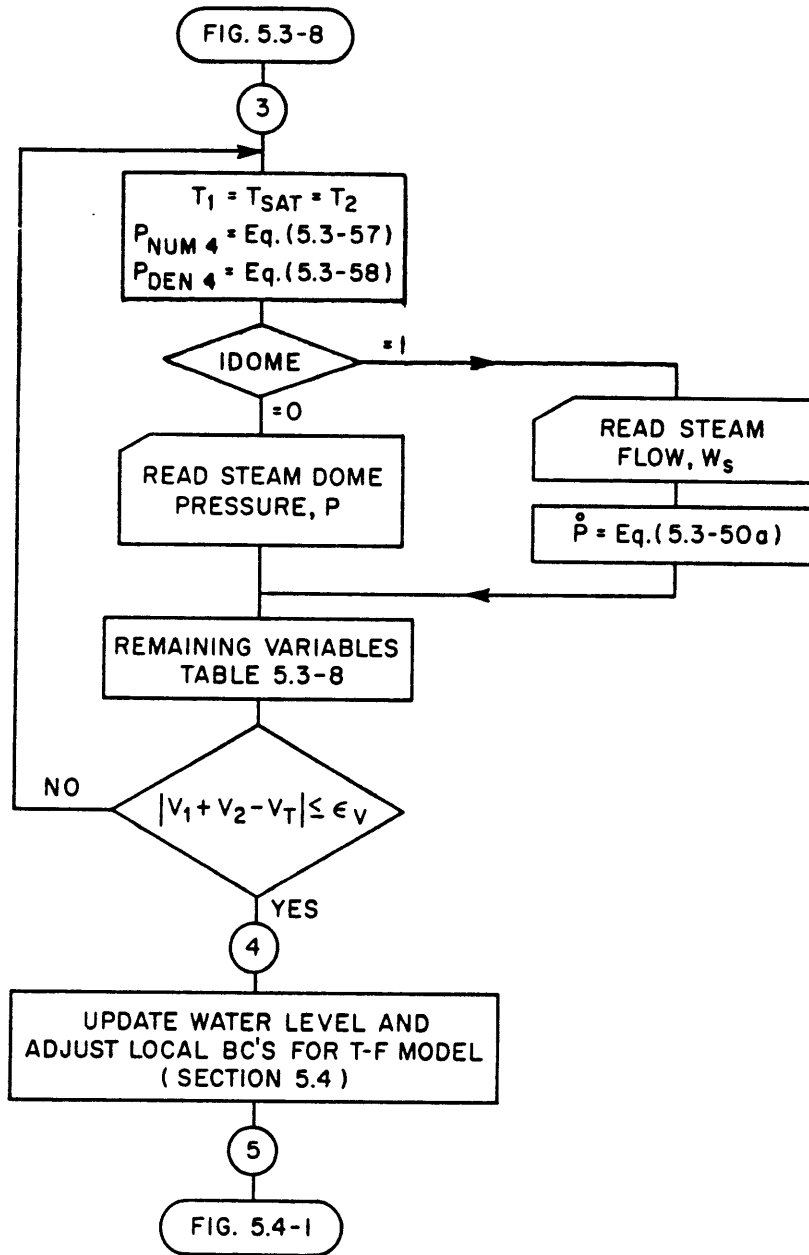 FIG. 5.3-8
3
T1 = TSAT = T2
PNUM 4 = Eq. (5.3-57)
PDEN 4 = Eq. (5.3-58)
IDOME
=1
=0
READ STEAM DOME
PRESSURE, P
READ STEAM
FLOW, Ws
P̊ = Eq. (5.3-50a)
REMAINING VARIABLES
TABLE 5.3-8
NO
|V1 + V2 - VT| ≤ ϵV
YES
4
UPDATE WATER LEVEL AND
ADJUST LOCAL BC'S FOR T-F MODEL
( SECTION 5.4 )
5
FIG. 5.4-1